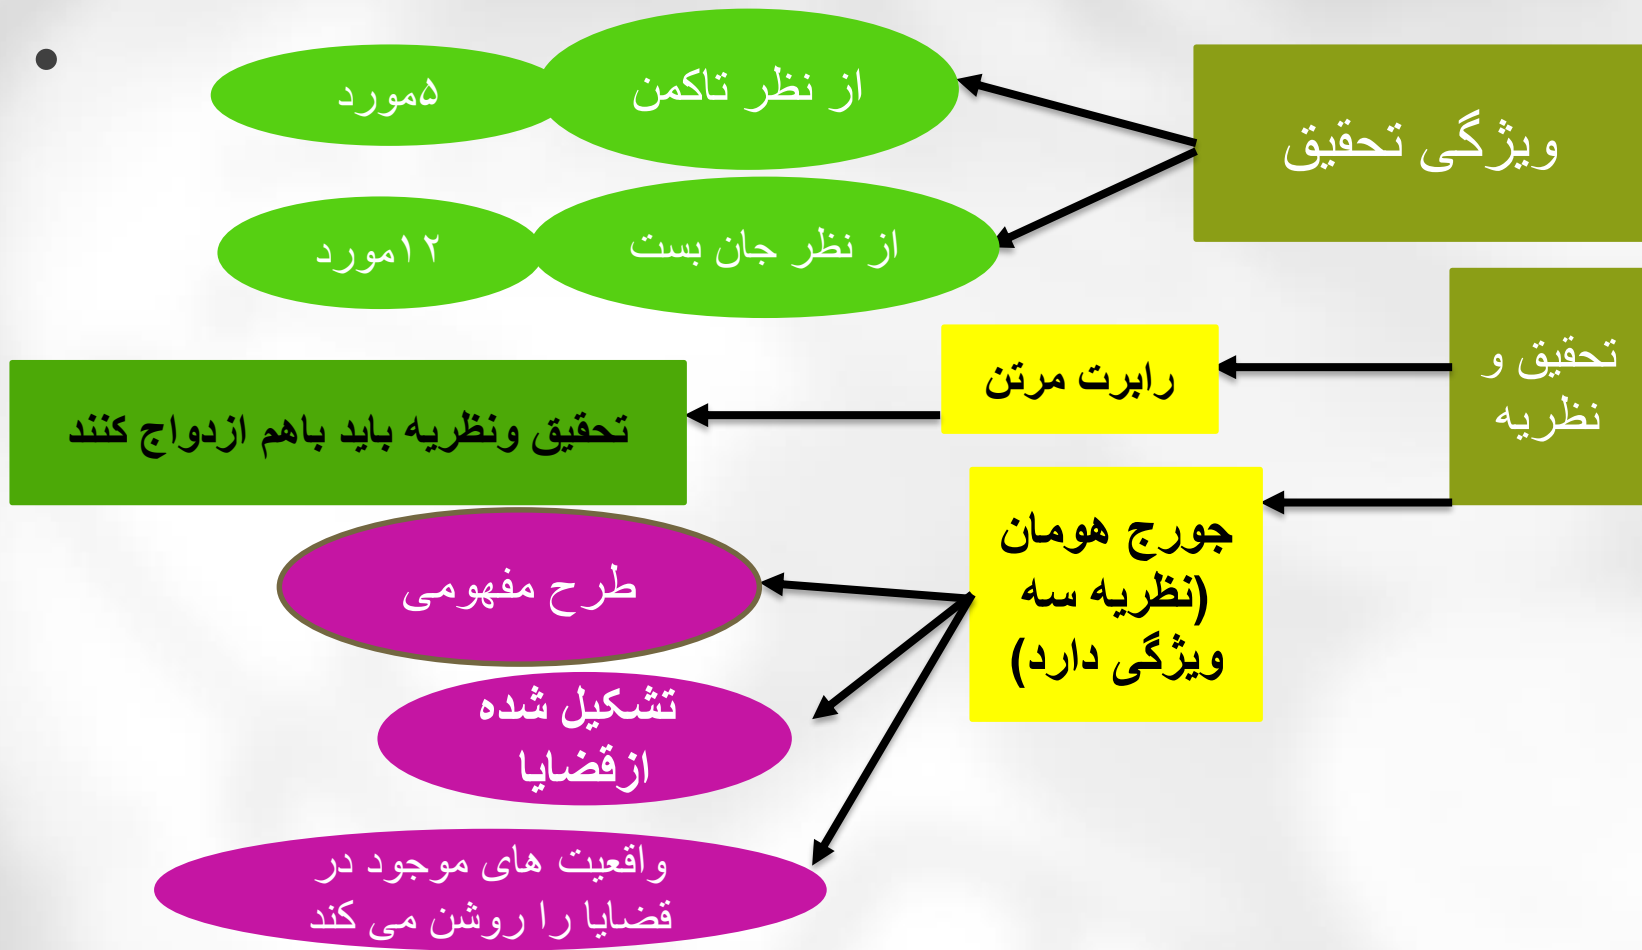 •
ویژگی تحقیق
از نظر تاکمن
۵مورد
از نظر جان بست
۱۲مورد
تحقیق و
نظریه
رابرت مرتن
تحقیق ونظریه باید باهم ازدواج کنند
جورج هومان
(نظریه سه
ویژگی دارد)
طرح مفهومی
تشکیل شده
ازقضایا
واقعیت های موجود در
قضایا را روشن می کند